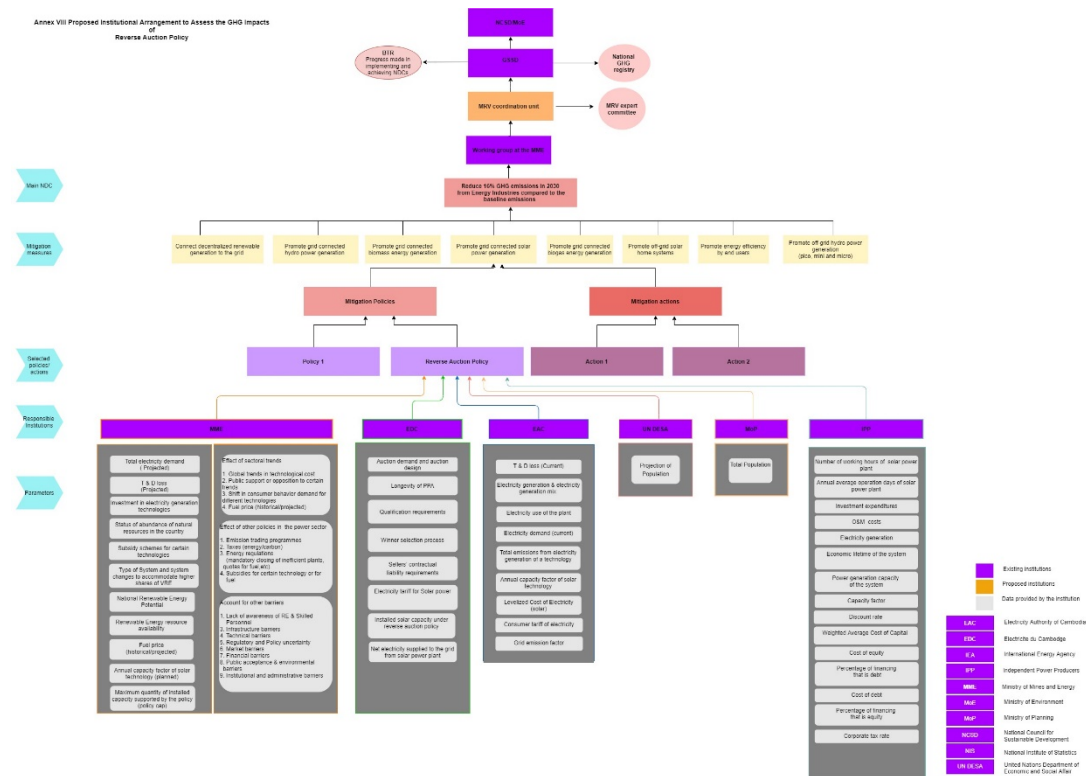 Annex VIII Proposed Institutional Arrangement to Assess the GHG Impacts
of
Reverse Auction Policy
NCSD/MoE
BTR
Progress made in
implementing and
achieving NDCs
National
GHG
registry
MRV coordination unit
MRV expert
committee
Working group of the MME
Main NDC
Reduce 16% GHG emissions in 2030
from Energy Industries compared to the
baseline emissions
Mitigation
measures
Connect decentralized renewable
generation to the grid
Promote grid connected
hydro power generation
Promote grid connected
biomass energy generation
Promote grid connected solar
power generation
Promote grid connected
biogas energy generation
Promote off-grid solar
home systems
Promote energy efficiency
by end users
Promote off grid hydro power
generation
(pico, mini and micro)
Mitigation Policies
Mitigation actions
Selected
policies/
actions
Policy 1
Reverse Auction Policy
Action 1
Action 2
Responsible
Institutions
MME
EDC
EAC
UN DESA
MoP
IPP
Parameters
Total electricity demand
( Projected)
T & D loss
(Projected)
Investment in electricity generation
technologies
Status of abundance of natural
resources in the country
Subsidy schemes for certain
technologies
Type of System and system
changes to accommodate higher
shares of VRE
National Renewable Energy
Potential
Renewable Energy resource
availability
Fuel price
(historical/projected)
Annual capacity factor of solar
technology (planned)
Maximum quantity of installed
capacity supported by the policy
(policy cap)
Effect of sectoral trends
1. Global trends in technological cost
2. Public support or opposition to certain
trends
3. Shift in consumer behavior demand for
different technologies
4. Fuel price (historical/projected)
Effect of other policies in the power sector
1. Emission trading programmes
2. Taxes (energy/carbon)
3. Energy regulations
(mandatory closing of inefficient plants,
quotas for fuel,etc)
4. Subsidies for certain technology or for
fuel
Account for other barriers
1. Lack of awareness of RE & Skilled
Personnel
3. Infrastructure barriers
4. Technical barriers
5. Regulatory and Policy uncertainty
6. Market barriers
7. Financial barriers
8. Public acceptance & environmental
barriers
9. Institutional and administrative barriers
Auction demand and auction
design
Longevity of PPA
Qualification requirements
Winner selection process
Sellers' contractual
liability requirements
Electricity tariff for Solar power
Installed solar capacity under
reverse auction policy
Net electricity supplied to the grid
from solar power plant
T & D loss (Current)
Electricity generation & electricity
generation mix
Electricity use of the plant
Electricity demand (current)
Total emissions from electricity
generation of a technology
Annual capacity factor of solar
technology
Levelized Cost of Electricity
(solar)
Consumer tariff of electricity
Grid emission factor
Projection of
Population
Total Population
Number of working hours of solar power
plant
Annual average operation days of solar
power plant
Investment expenditures
O&M costs
Electricity generation
Economic lifetime of the system
Power generation capacity
of the system
Capacity factor
Discount rate
Weighted Average Cost of Capital
Cost of equity
Percentage of financing
that is debt
Cost of debt
Percentage of financing
that is equity
Corporate tax rate
Existing institutions
Proposed institutions
Data provided by the institution
EAC Electricity Authority of Cambodia
EDC Electricite du Cambodge
IEA International Energy Agency
IPP Independent Power Producers
MME Ministry of Mines and Energy
MoE Ministry of Environment
MoP Ministry of Planning
NCSD National Council for
Sustainable Development
NIS National Institute of Statistics
UN DESA United Nations Department of
Economic and Social Affair